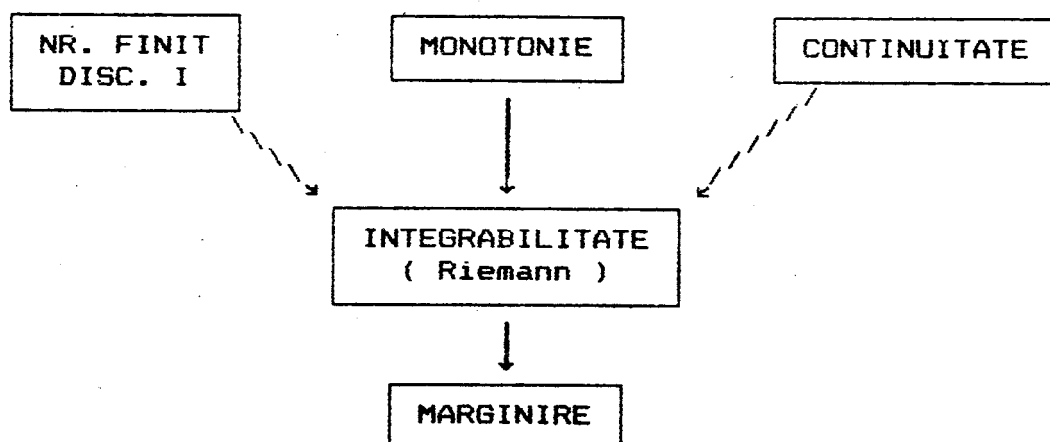 NR. FINIT
DISC. I
MONOTONIE
CONTINUITATE
INTEGRABILITATE
( Riemann )
MARGINIRE